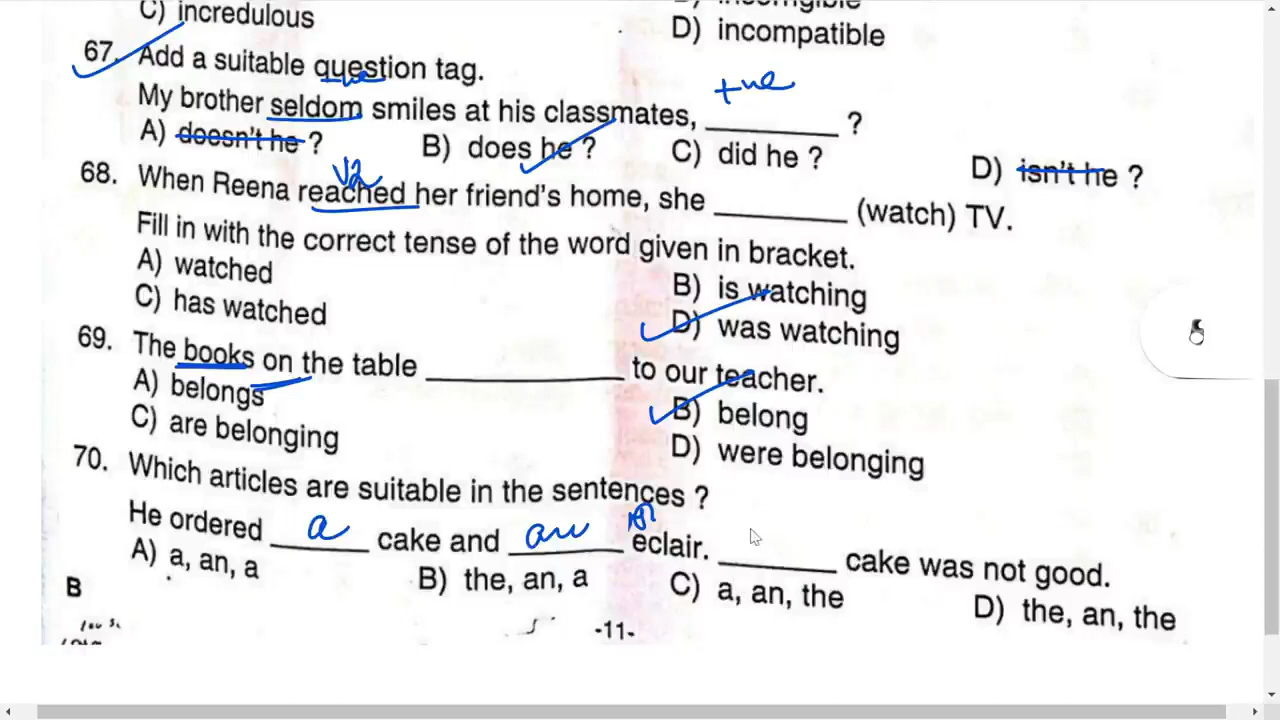 C) incredulous
D) incompatible
67. Add a suitable question tag.
+ve
My brother seldom smiles at his classmates, ________ ?
+ve
A) doesn't he ? B) does he ? C) did he ? D) isn't he ?
68. When Reena reached her friend's home, she ________ (watch) TV.
V2
Fill in with the correct tense of the word given in bracket.
A) watched B) is watching
C) has watched D) was watching
69. The books on the table ________ to our teacher.
A) belongs B) belong
C) are belonging D) were belonging
70. Which articles are suitable in the sentences ?
He ordered a cake and an eclair. ________ cake was not good.
A) a, an, a B) the, an, a C) a, an, the D) the, an, the
B
-11-